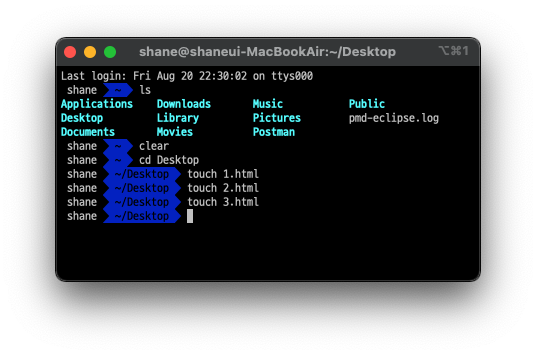 shane@shaneui-MacBookAir:~/Desktop ⌥⌘1
Last login: Fri Aug 20 22:30:02 on ttys000
shane ~ ls
Applications Downloads Music Public
Desktop Library Pictures pmd-eclipse.log
Documents Movies Postman
shane ~ clear
shane ~ cd Desktop
shane ~/Desktop touch 1.html
shane ~/Desktop touch 2.html
shane ~/Desktop touch 3.html
shane ~/Desktop